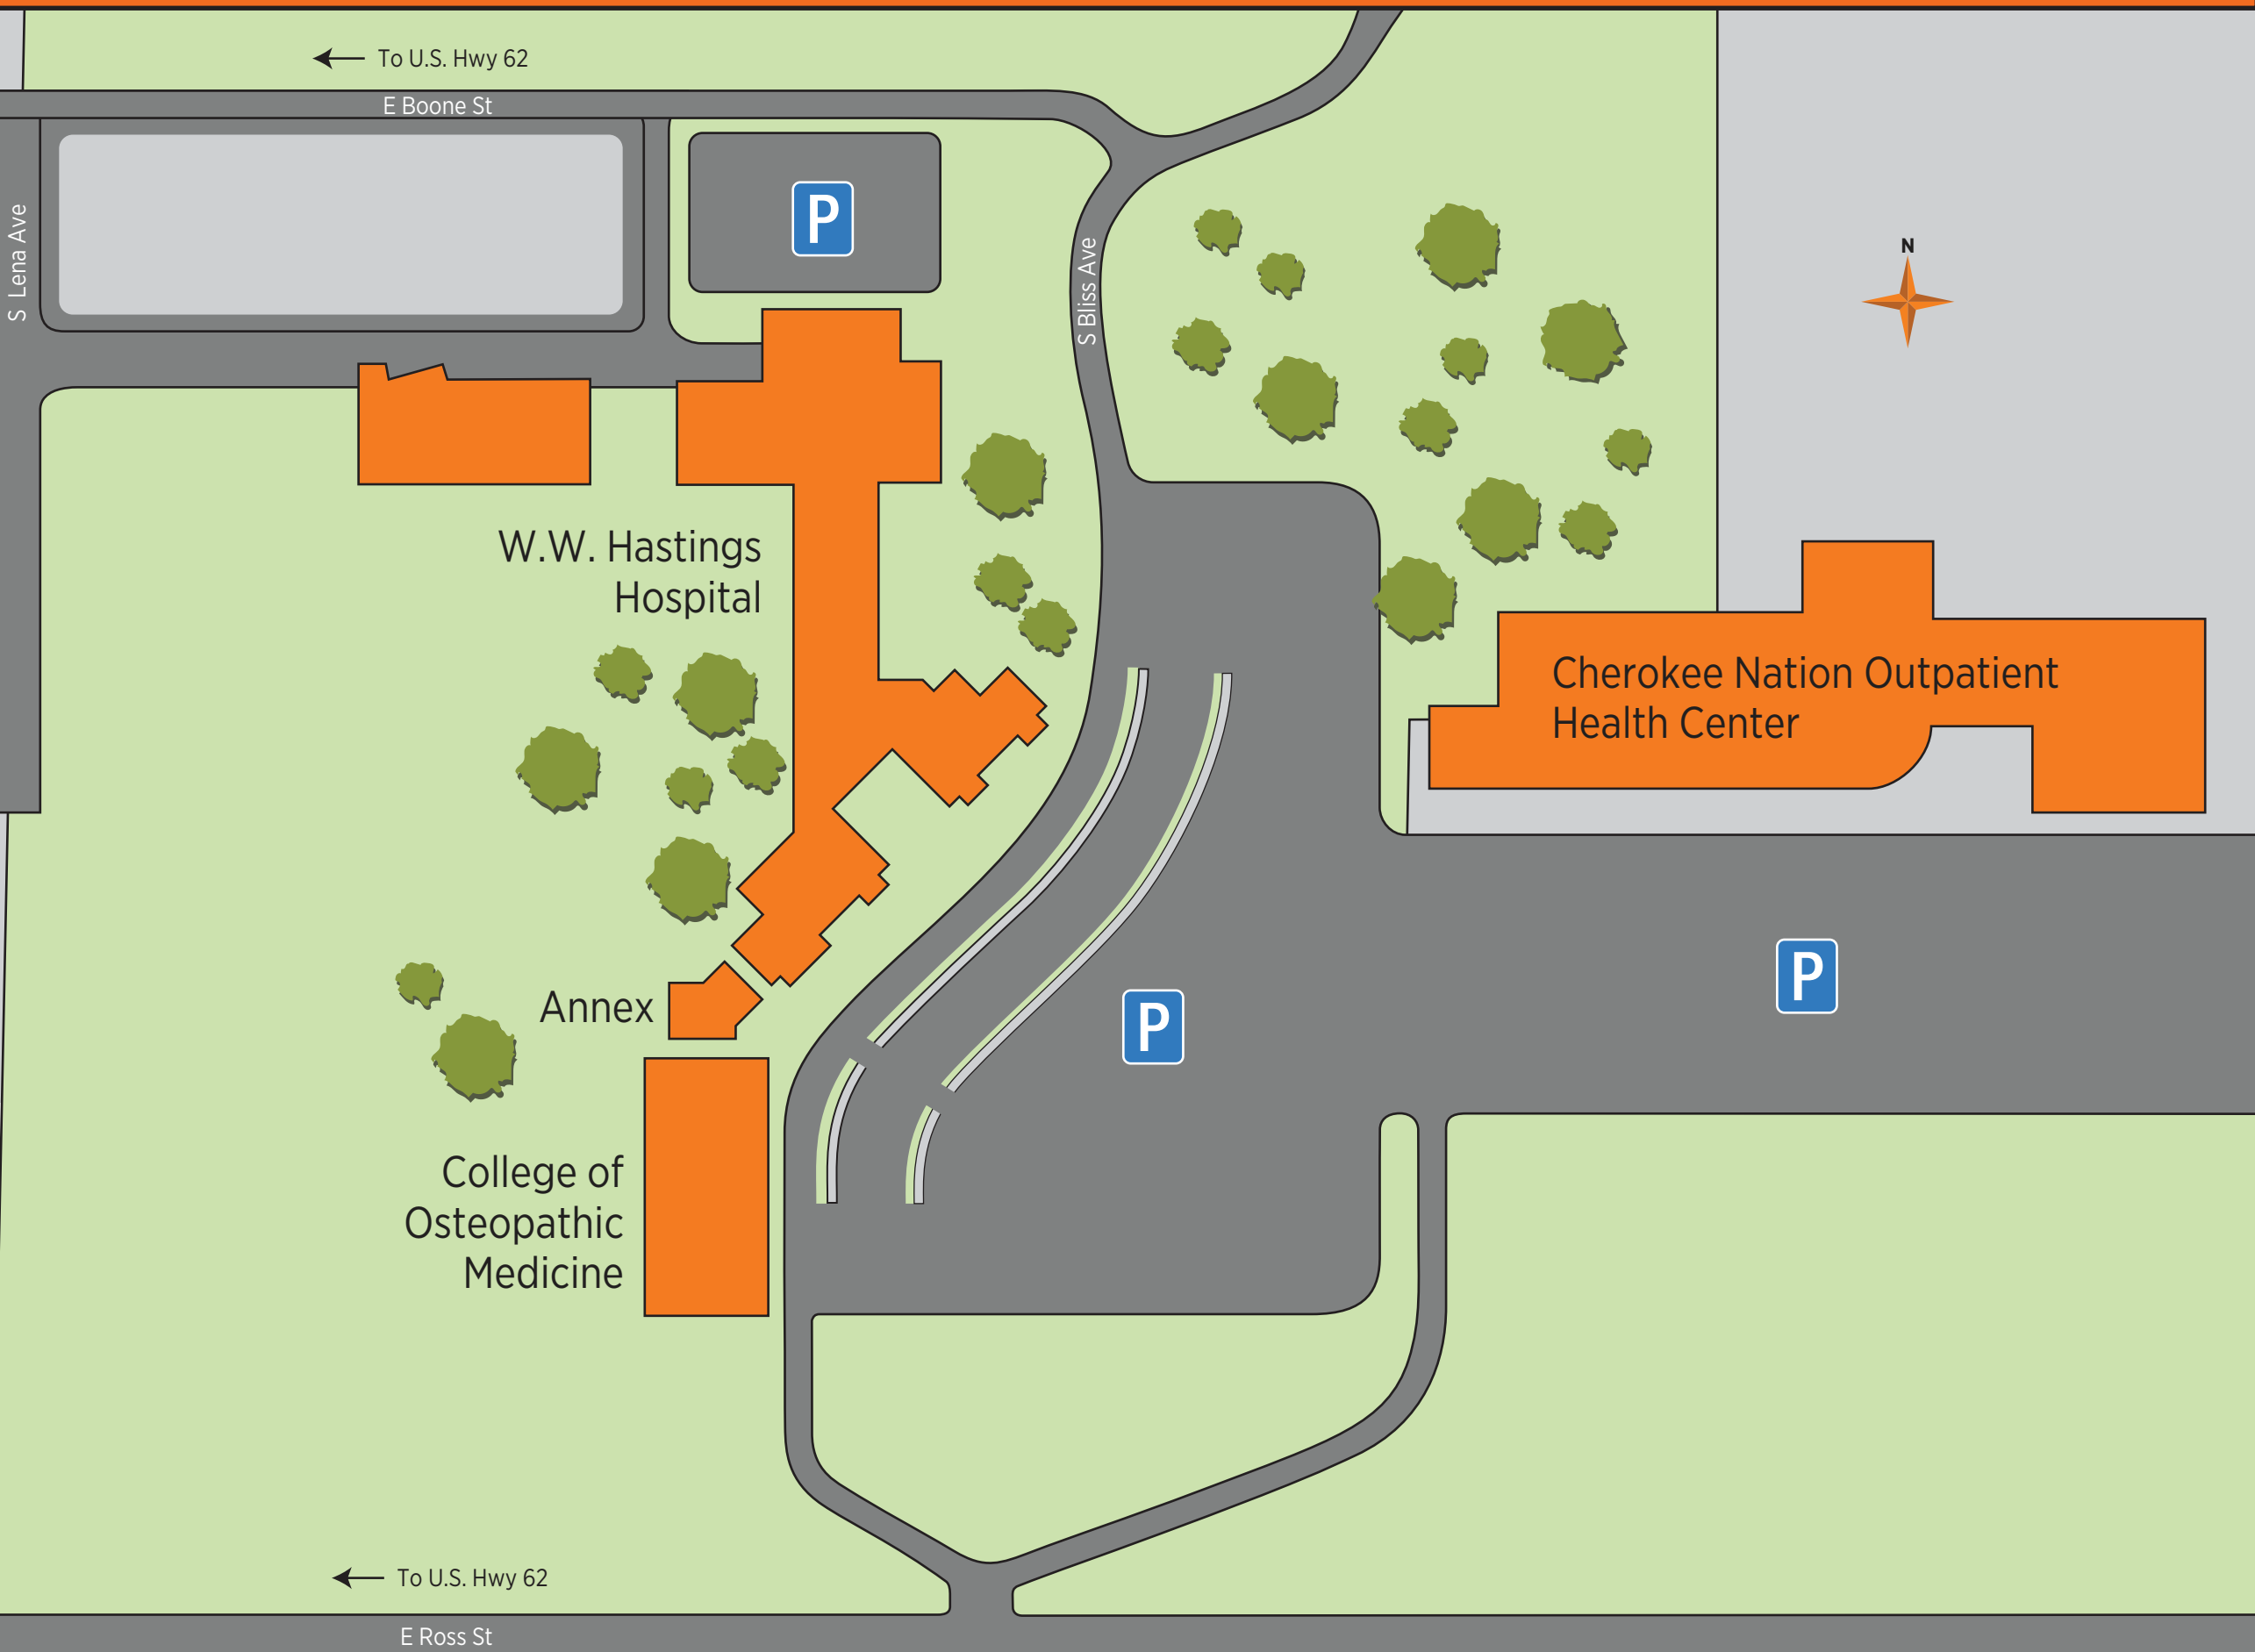 To U.S. Hwy 62
E Boone St
S Lena Ave
P
S Bliss Ave
N
W.W. Hastings
Hospital
Cherokee Nation Outpatient
Health Center
P
P
Annex
College of
Osteopathic
Medicine
To U.S. Hwy 62
E Ross St